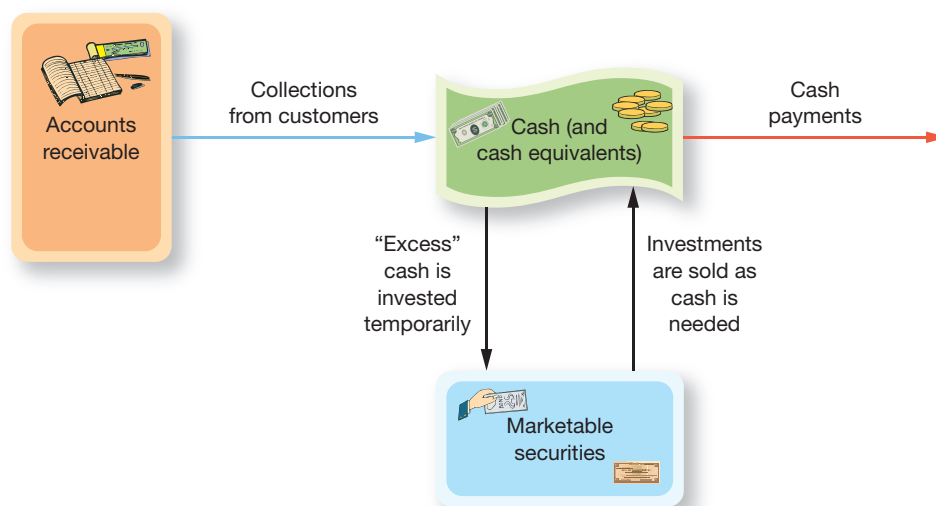 Accounts
receivable
Collections
from customers
Cash (and
cash equivalents)
Cash
payments
“Excess”
cash is
invested
temporarily
Investments
are sold as
cash is
needed
Marketable
securities